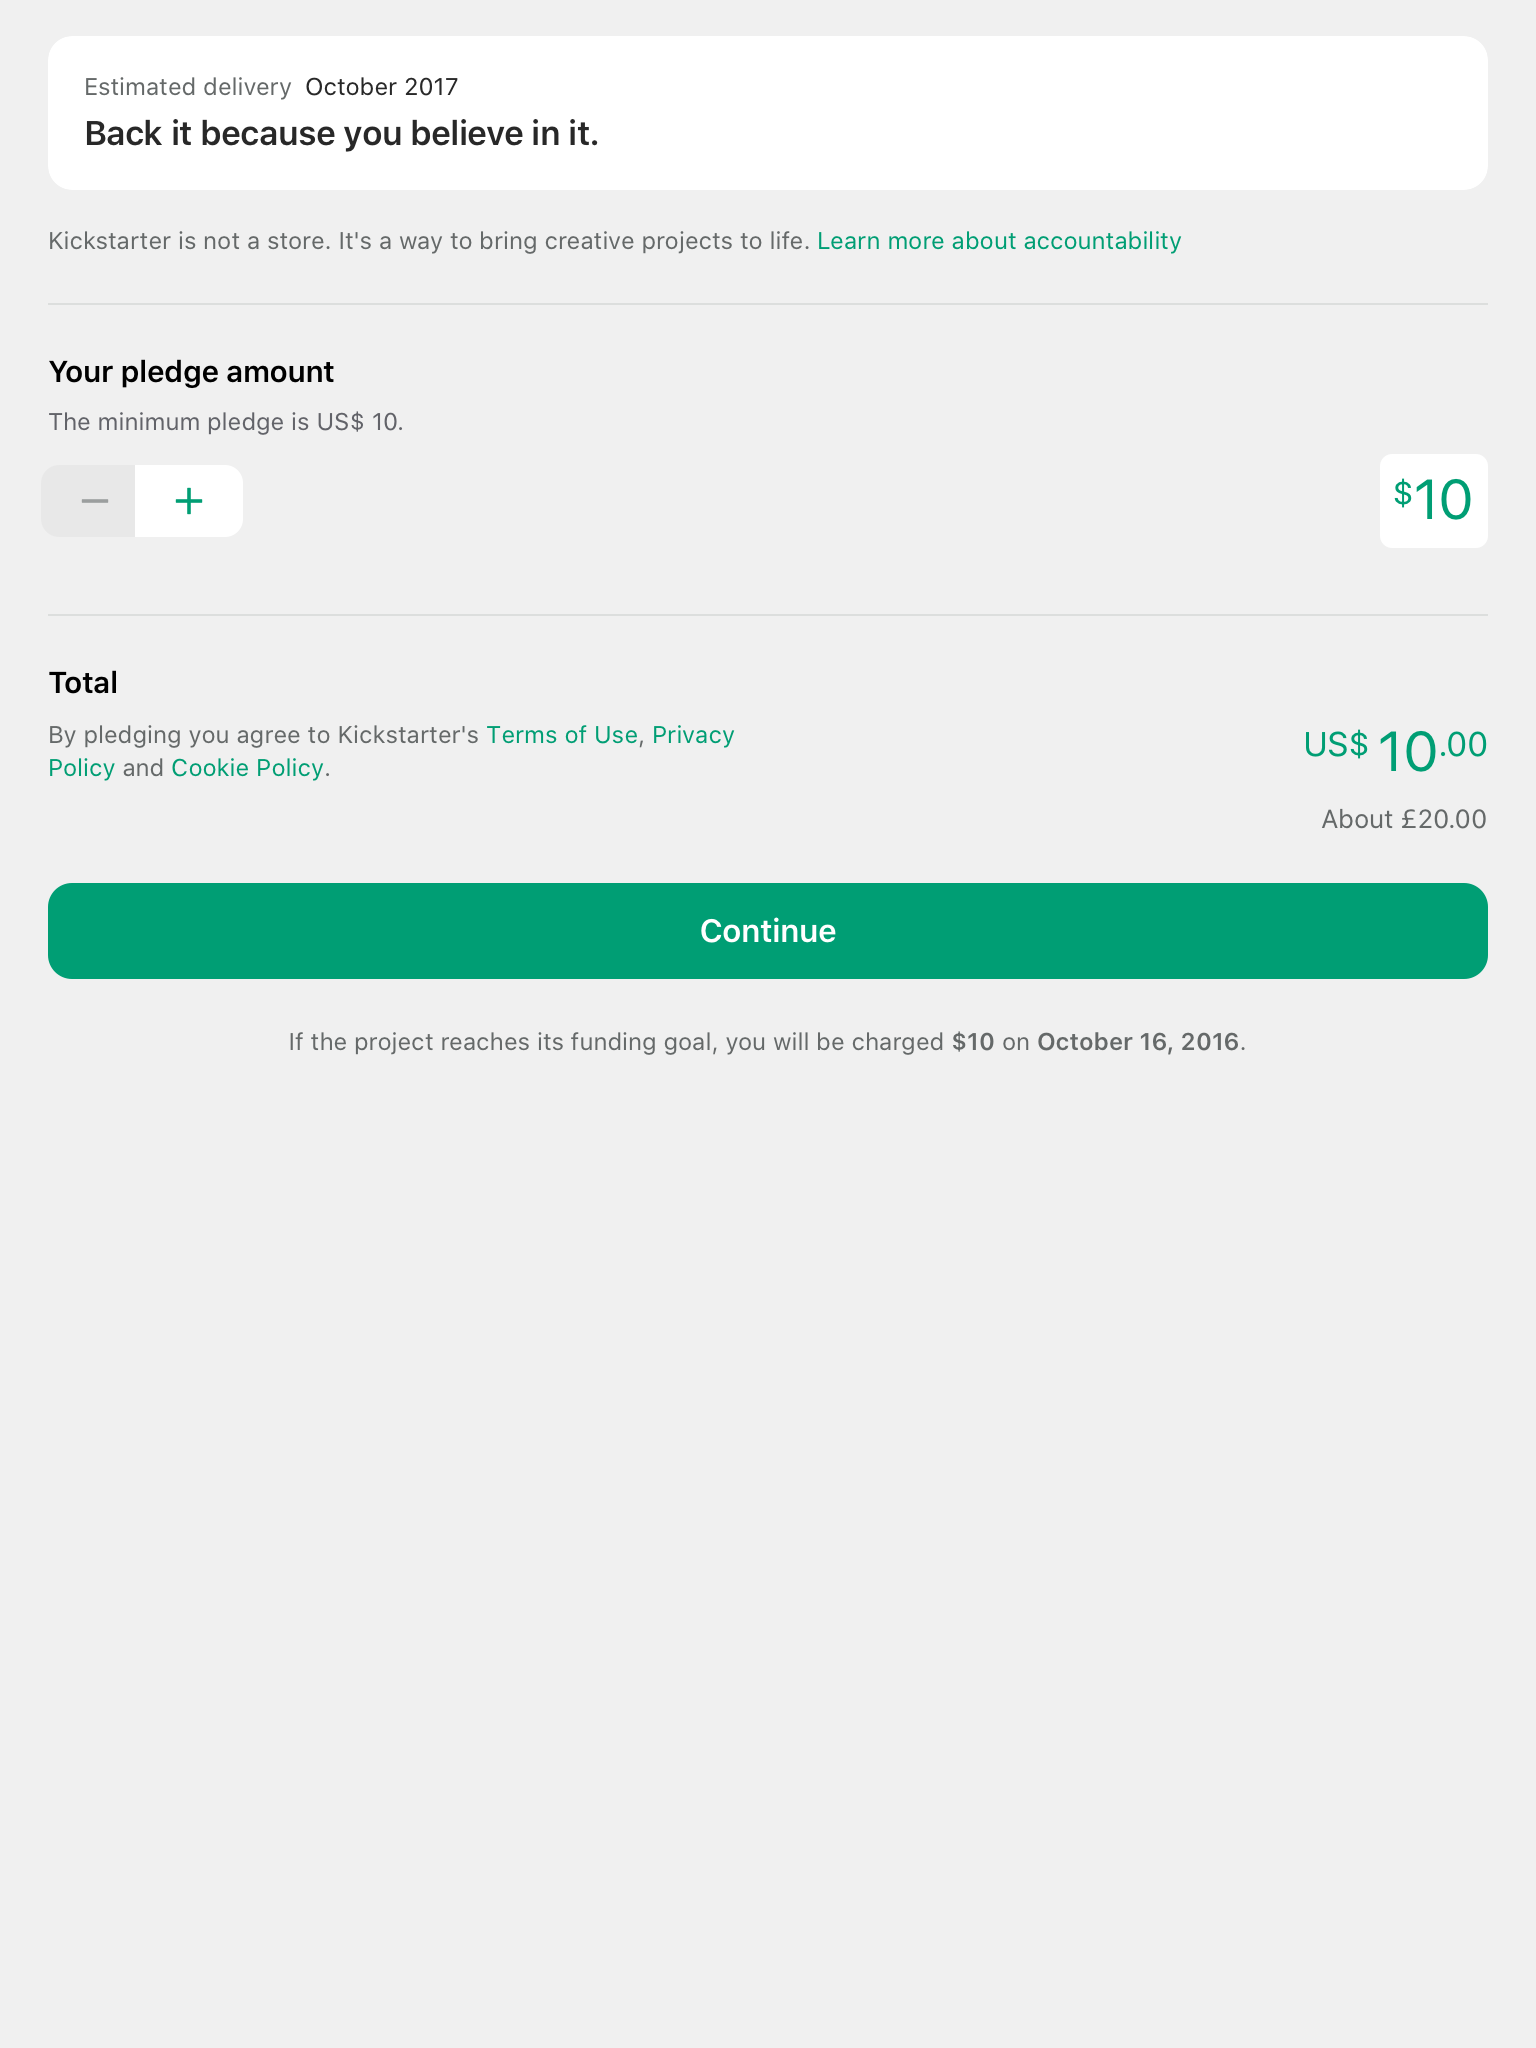 Estimated delivery October 2017
Back it because you believe in it.
Kickstarter is not a store. It's a way to bring creative projects to life. Learn more about accountability
Your pledge amount
The minimum pledge is US$ 10.
− +
$10
Total
By pledging you agree to Kickstarter's Terms of Use, Privacy
Policy and Cookie Policy.
US$ 10.00
About £20.00
Continue
If the project reaches its funding goal, you will be charged $10 on October 16, 2016.